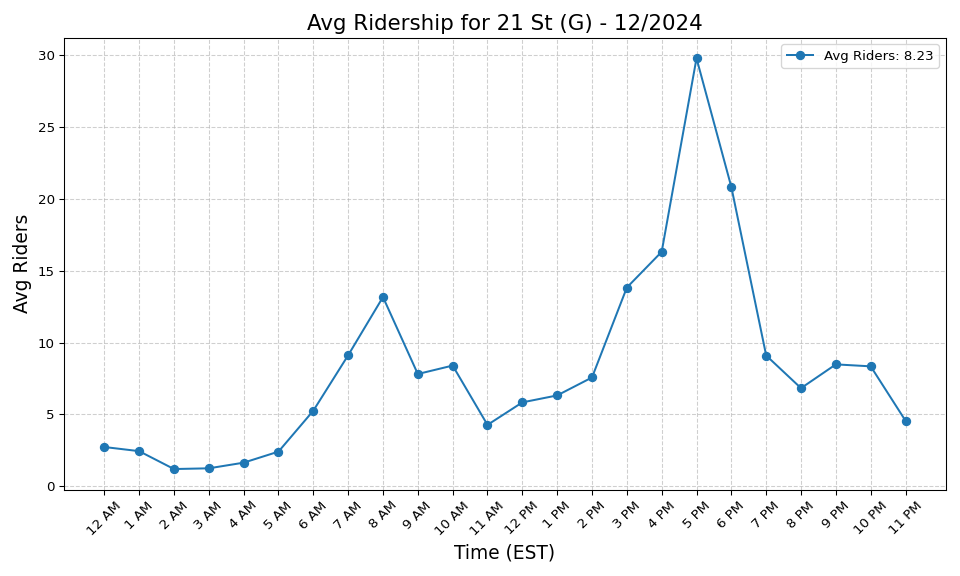 Avg Ridership for 21 St (G) - 12/2024
Avg Riders: 8.23
Avg Riders
30
25
20
15
10
5
0
12 AM
1 AM
2 AM
3 AM
4 AM
5 AM
6 AM
7 AM
8 AM
9 AM
10 AM
11 AM
12 PM
1 PM
2 PM
3 PM
4 PM
5 PM
6 PM
7 PM
8 PM
9 PM
10 PM
11 PM
Time (EST)